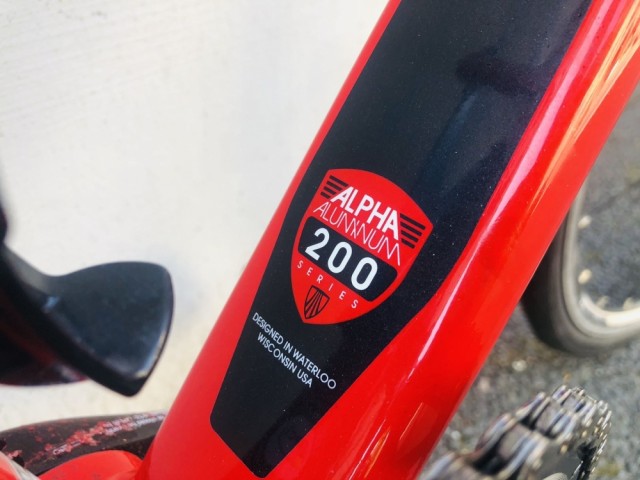 ALPHA
ALUMINUM
200
SERIES
DESIGNED IN WATERLOO
WISCONSIN USA